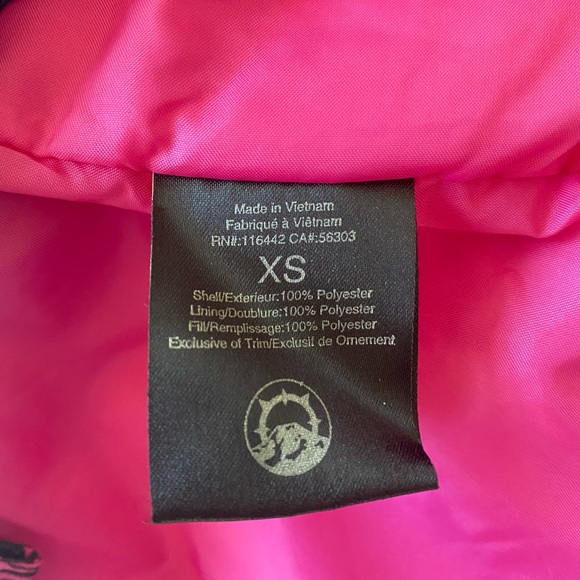 Made in Vietnam
Fabriqué à Viêtnam
RN#:116442 CA#:56303
XS
Shell/Exterieur:100% Polyester
Lining/Doublure:100% Polyester
Fill/Remplissage:100% Polyester
Exclusive of Trim/Exclusif de Ornement